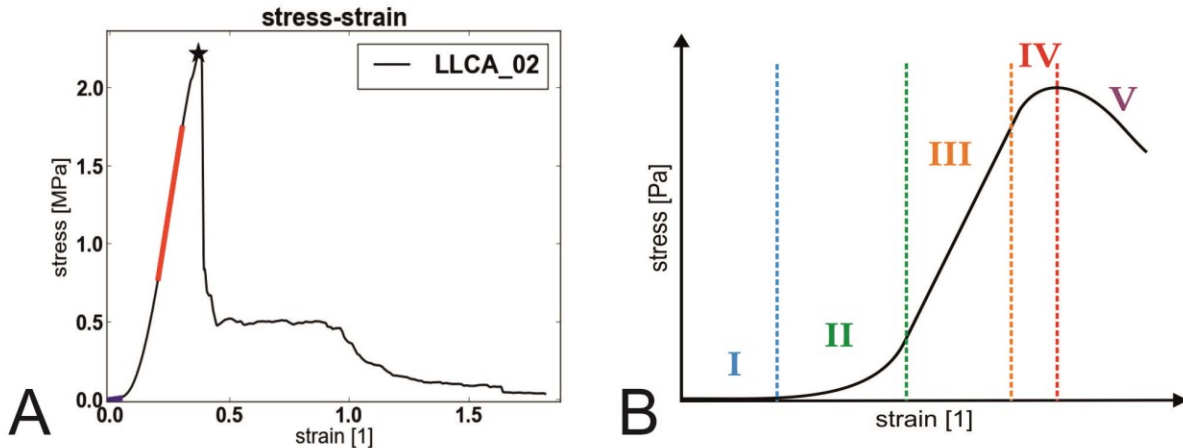 stress-strain
LLCA_02
stress [MPa]
2.0
1.5
1.0
0.5
0.0
0.0
0.5
1.0
1.5
strain [1]
A
stress [Pa]
I
II
III
IV
V
strain [1]
B